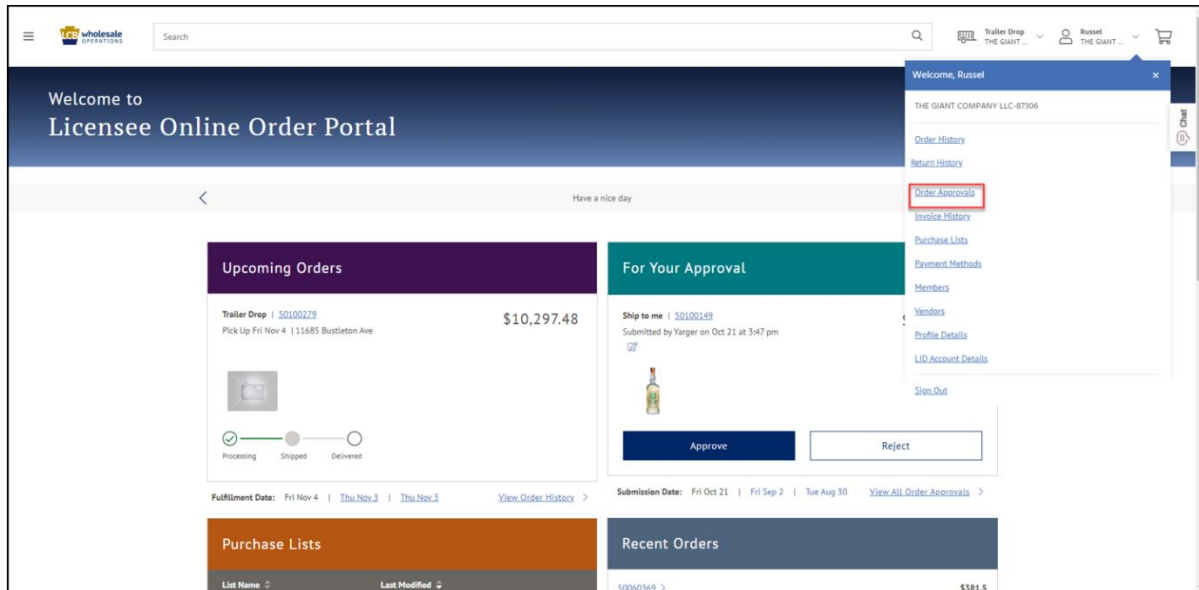 LCB wholesale
OPERATIONS
Search
Trailer Drop
THE GIANT ...
Russel
THE GIANT ...
Welcome to
Licensee Online Order Portal
Welcome, Russel
×
THE GIANT COMPANY LLC-87306
Order History
Return History
Order Approvals
Invoice History
Purchase Lists
Payment Methods
Members
Vendors
Profile Details
LID Account Details
Sign Out
Chat
Have a nice day
Upcoming Orders
Trailer Drop | 50100279
$10,297.48
Pick Up Fri Nov 4 | 11685 Bustleton Ave
Processing Shipped Delivered
Fulfillment Date: Fri Nov 4 | Thu Nov 3 | Thu Nov 3 View Order History >
For Your Approval
Ship to me | 50100149
Submitted by Yarger on Oct 21 at 3:47 pm
Approve Reject
Submission Date: Fri Oct 21 | Fri Sep 2 | Tue Aug 30 View All Order Approvals >
Purchase Lists
List Name Last Modified
Recent Orders
50060369 > $381.5